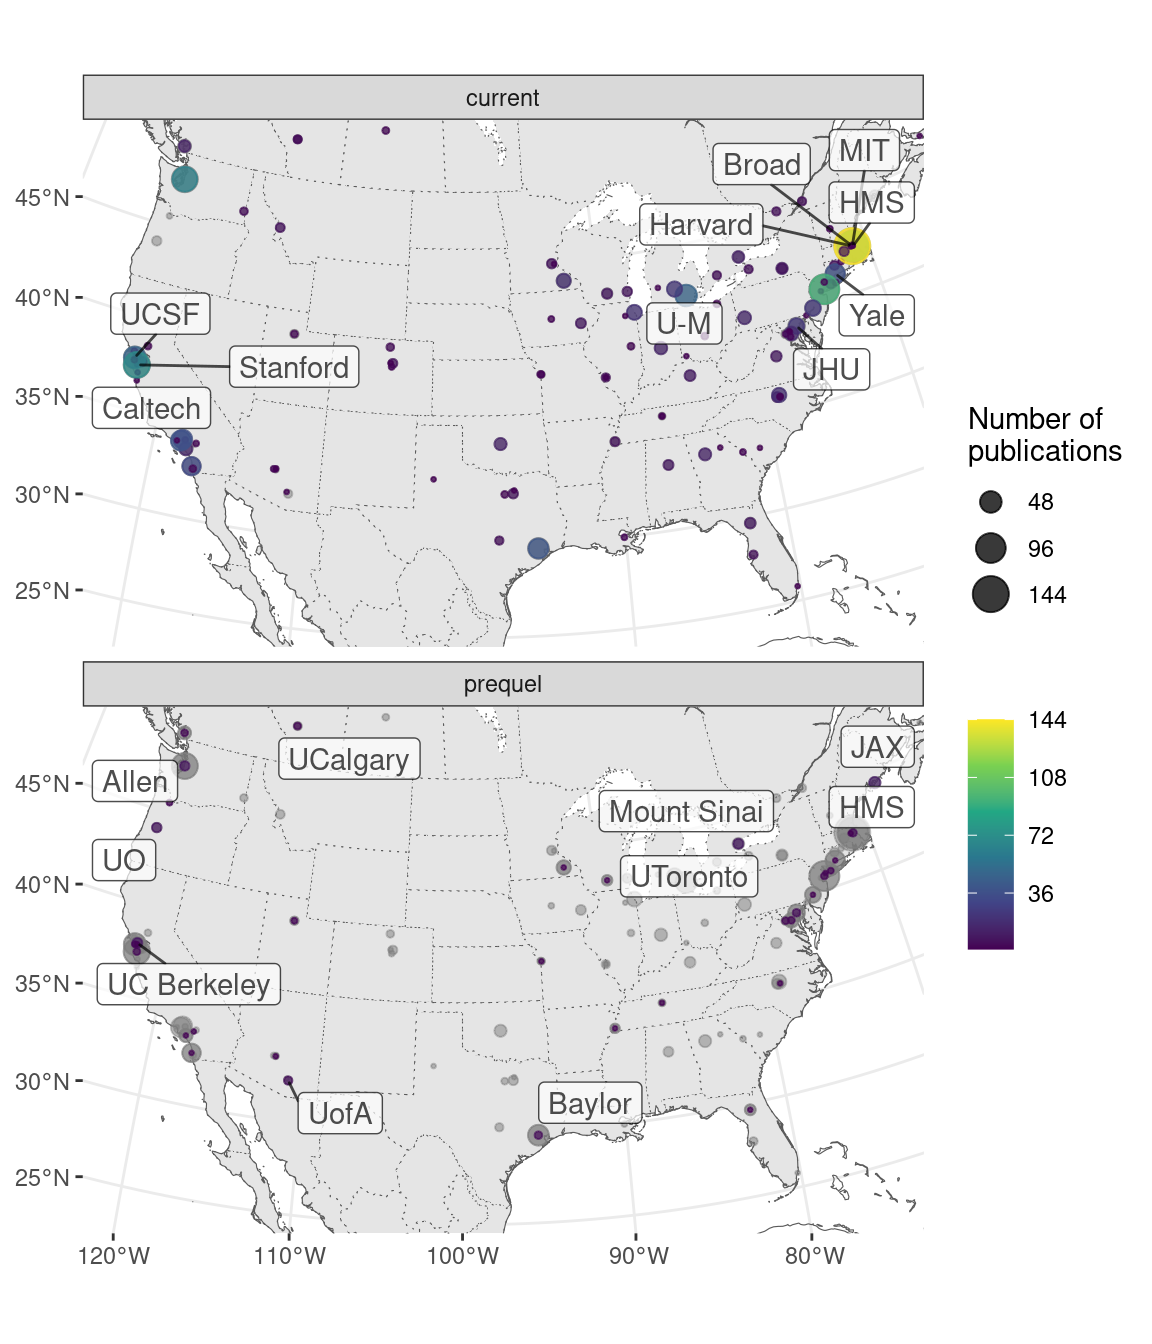 current
MIT
Broad
HMS
Harvard
45°N
40°N
UCSF
Yale
U-M
Stanford
JHU
35°N
Caltech
30°N
25°N
Number of
publications
48
96
144
prequel
144
108
72
36
JAX
UCalgary
Allen
45°N
Mount Sinai
HMS
UO
UToronto
40°N
UC Berkeley
35°N
30°N
UofA
Baylor
25°N
120°W
110°W
100°W
90°W
80°W